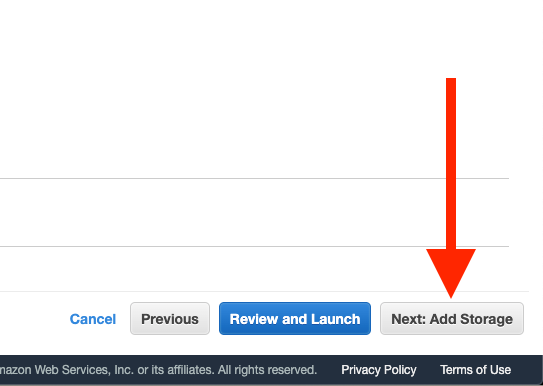 Cancel Previous Review and Launch Next: Add Storage
mazon Web Services, Inc. or its affiliates. All rights reserved. Privacy Policy Terms of Use